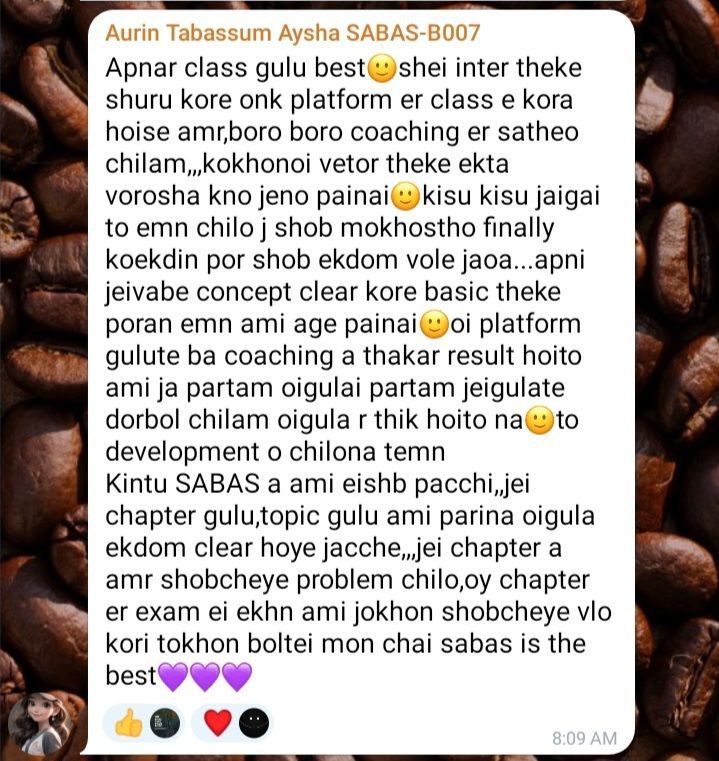 Aurin Tabassum Aysha SABAS-B007
Apnar class gulu best🙂shei inter theke
shuru kore onk platform er class e kora
hoise amr,boro boro coaching er satheo
chilam,,,kokhonoi vetor theke ekta
vorosha kno jeno painai🙂kisu kisu jaigai
to emn chilo j shob mokhostho finally
koekdin por shob ekdom vole jaoa...apni
jeivabe concept clear kore basic theke
poran emn ami age painai🙂oi platform
gulute ba coaching a thakar result hoito
ami ja partam oigulai partam jeigulate
dorbol chilam oigula r thik hoito na🙂to
development o chilona temn
Kintu SABAS a ami eishb pacchi,,jei
chapter gulu,topic gulu ami parina oigula
ekdom clear hoye jacche,,,jei chapter a
amr shobcheye problem chilo,oy chapter
er exam ei ekhn ami jokhon shobcheye vlo
kori tokhon boltei mon chai sabas is the
best💜💜💜
8:09 AM